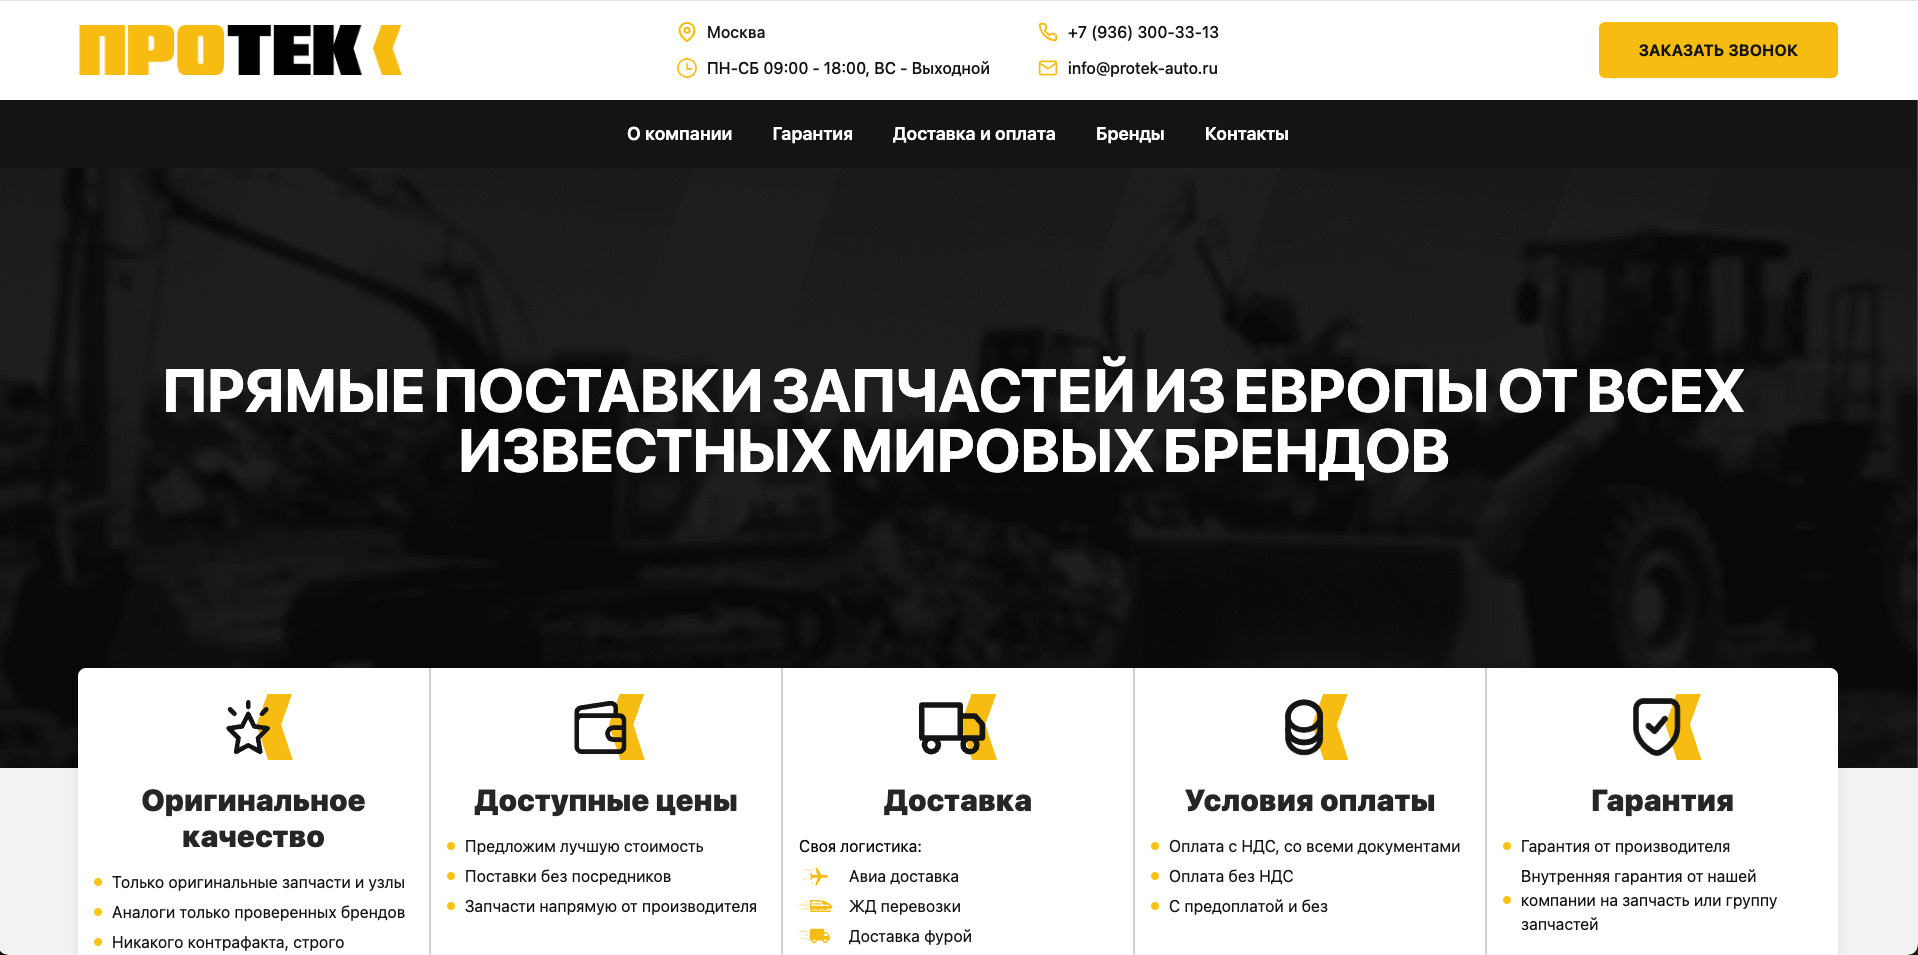 ПРОТЕК
Москва
ПН-СБ 09:00 - 18:00, ВС - Выходной
+7 (936) 300-33-13
info@protek-auto.ru
ЗАКАЗАТЬ ЗВОНОК
О компании Гарантия Доставка и оплата Бренды Контакты
ПРЯМЫЕ ПОСТАВКИ ЗАПЧАСТЕЙ ИЗ ЕВРОПЫ ОТ ВСЕХ
ИЗВЕСТНЫХ МИРОВЫХ БРЕНДОВ
Оригинальное
качество
Только оригинальные запчасти и узлы
Аналоги только проверенных брендов
Никакого контрафакта, строго
Доступные цены
Предложим лучшую стоимость
Поставки без посредников
Запчасти напрямую от производителя
Доставка
Своя логистика:
Авиа доставка
ЖД перевозки
Доставка фурой
Условия оплаты
Оплата с НДС, со всеми документами
Оплата без НДС
С предоплатой и без
Гарантия
Гарантия от производителя
Внутренняя гарантия от нашей
компании на запчасть или группу
запчастей